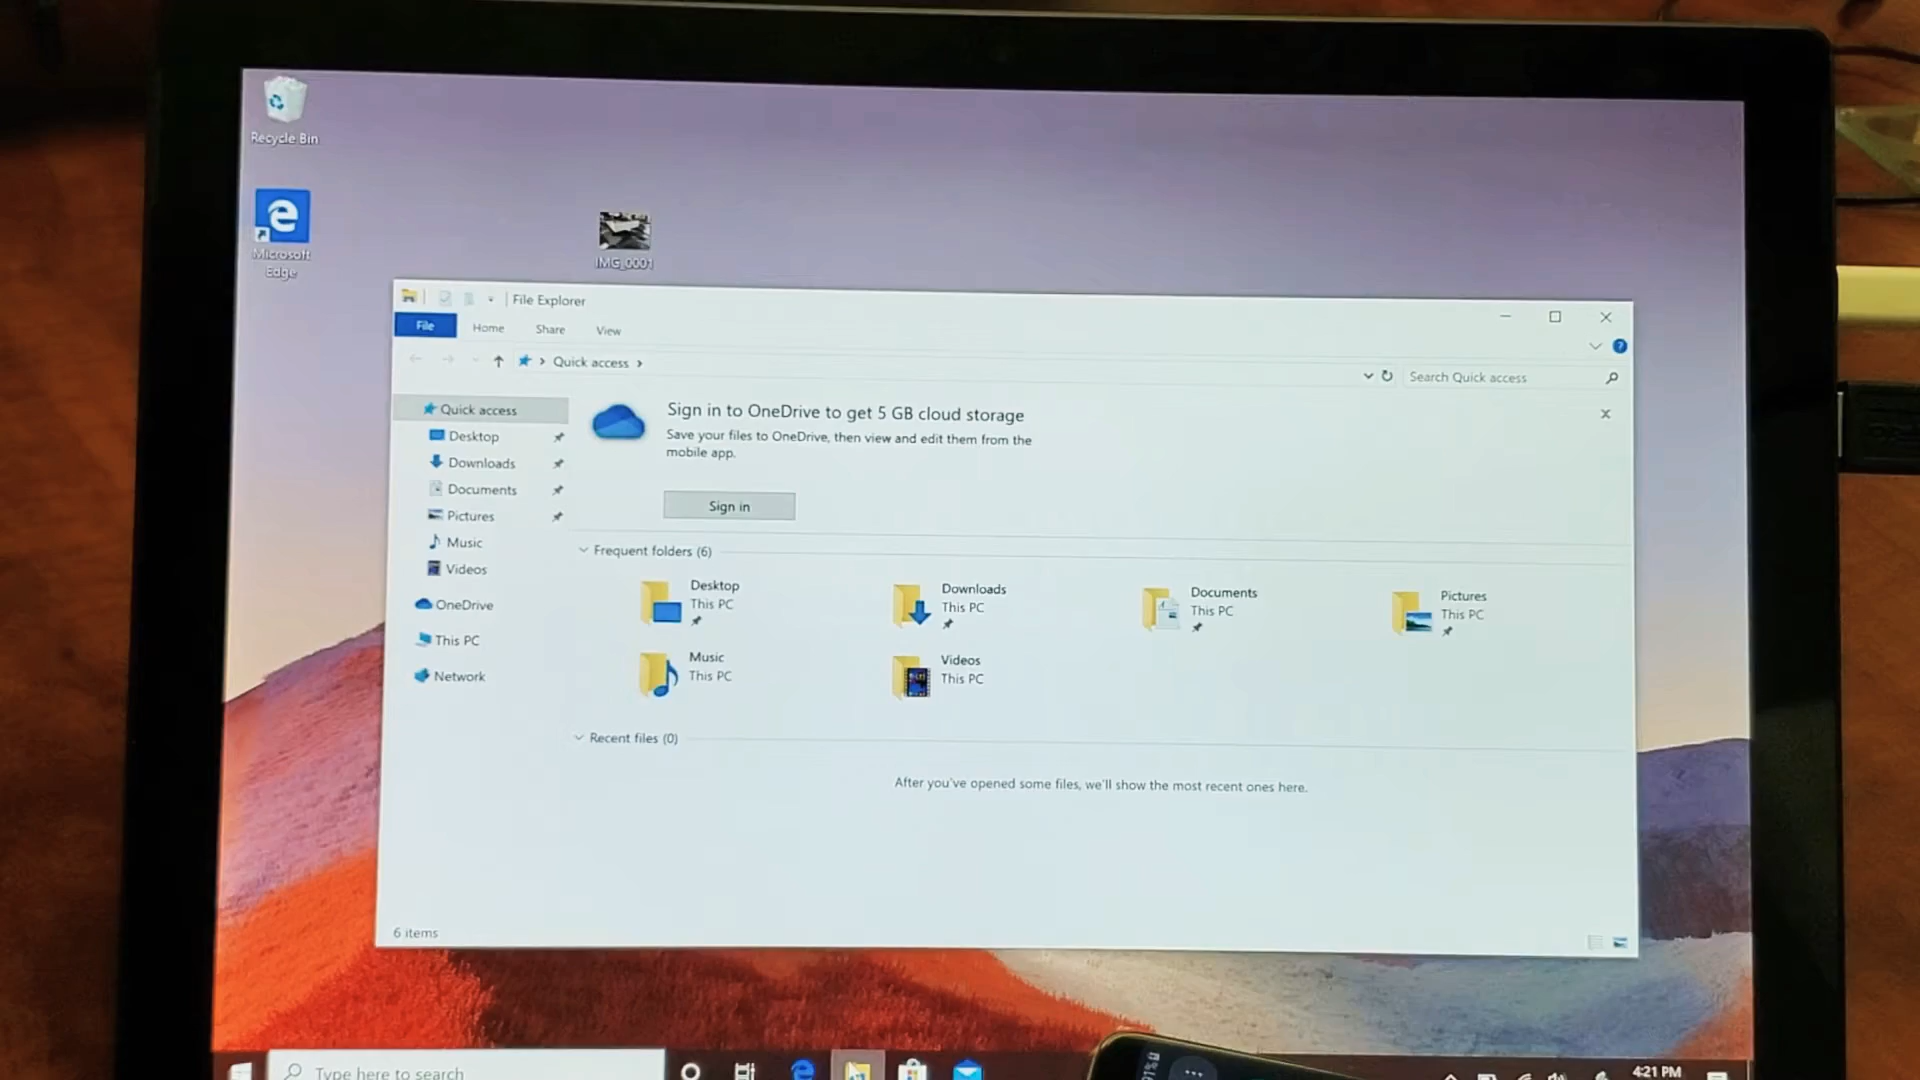 Recycle Bin
Microsoft
Edge
IMG_0001
File Explorer
File Home Share View
Quick access
Search Quick access
Quick access
Desktop
Downloads
Documents
Pictures
Music
Videos
OneDrive
This PC
Network
Sign in to OneDrive to get 5 GB cloud storage
Save your files to OneDrive, then view and edit them from the
mobile app.
Sign in
Frequent folders (6)
Desktop
This PC
Downloads
This PC
Documents
This PC
Pictures
This PC
Music
This PC
Videos
This PC
Recent files (0)
After you've opened some files, we'll show the most recent ones here.
6 items
Type here to search
4:21 PM